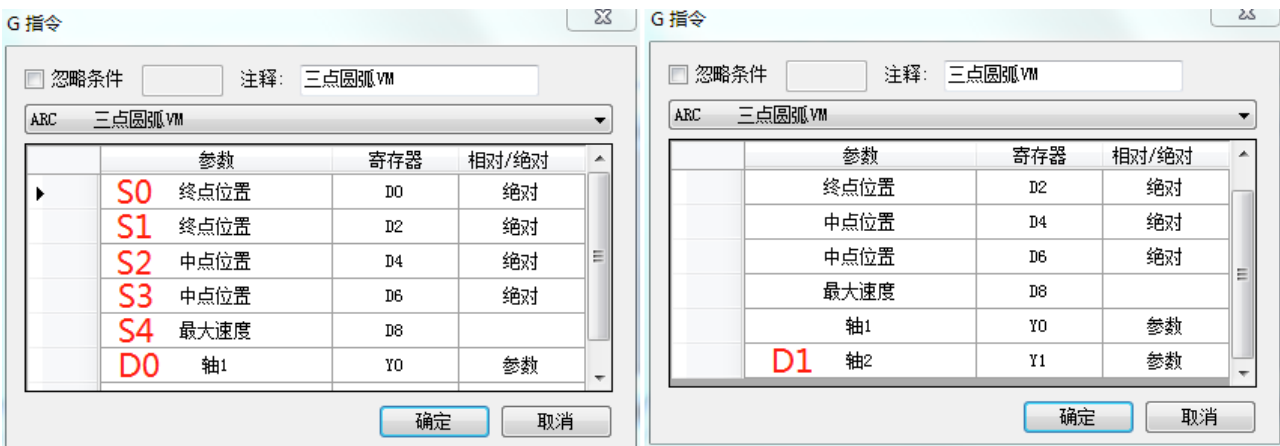 G 指令
忽略条件 注释: 三点圆弧VM
ARC 三点圆弧VM
参数 寄存器 相对/绝对
S0 终点位置 D0 绝对
S1 终点位置 D2 绝对
S2 中点位置 D4 绝对
S3 中点位置 D6 绝对
S4 最大速度 D8
D0 轴1 Y0 参数
确定 取消
G 指令
忽略条件 注释: 三点圆弧VM
ARC 三点圆弧VM
参数 寄存器 相对/绝对
终点位置 D2 绝对
中点位置 D4 绝对
中点位置 D6 绝对
最大速度 D8
轴1 Y0 参数
D1 轴2 Y1 参数
确定 取消